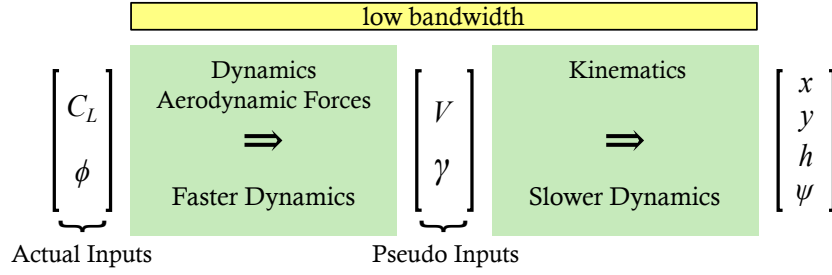 low bandwidth
Dynamics
Aerodynamic Forces
⇒
Faster Dynamics
Kinematics
⇒
Slower Dynamics
C_L
ϕ
Actual Inputs
V
γ
Pseudo Inputs
x
y
h
ψ